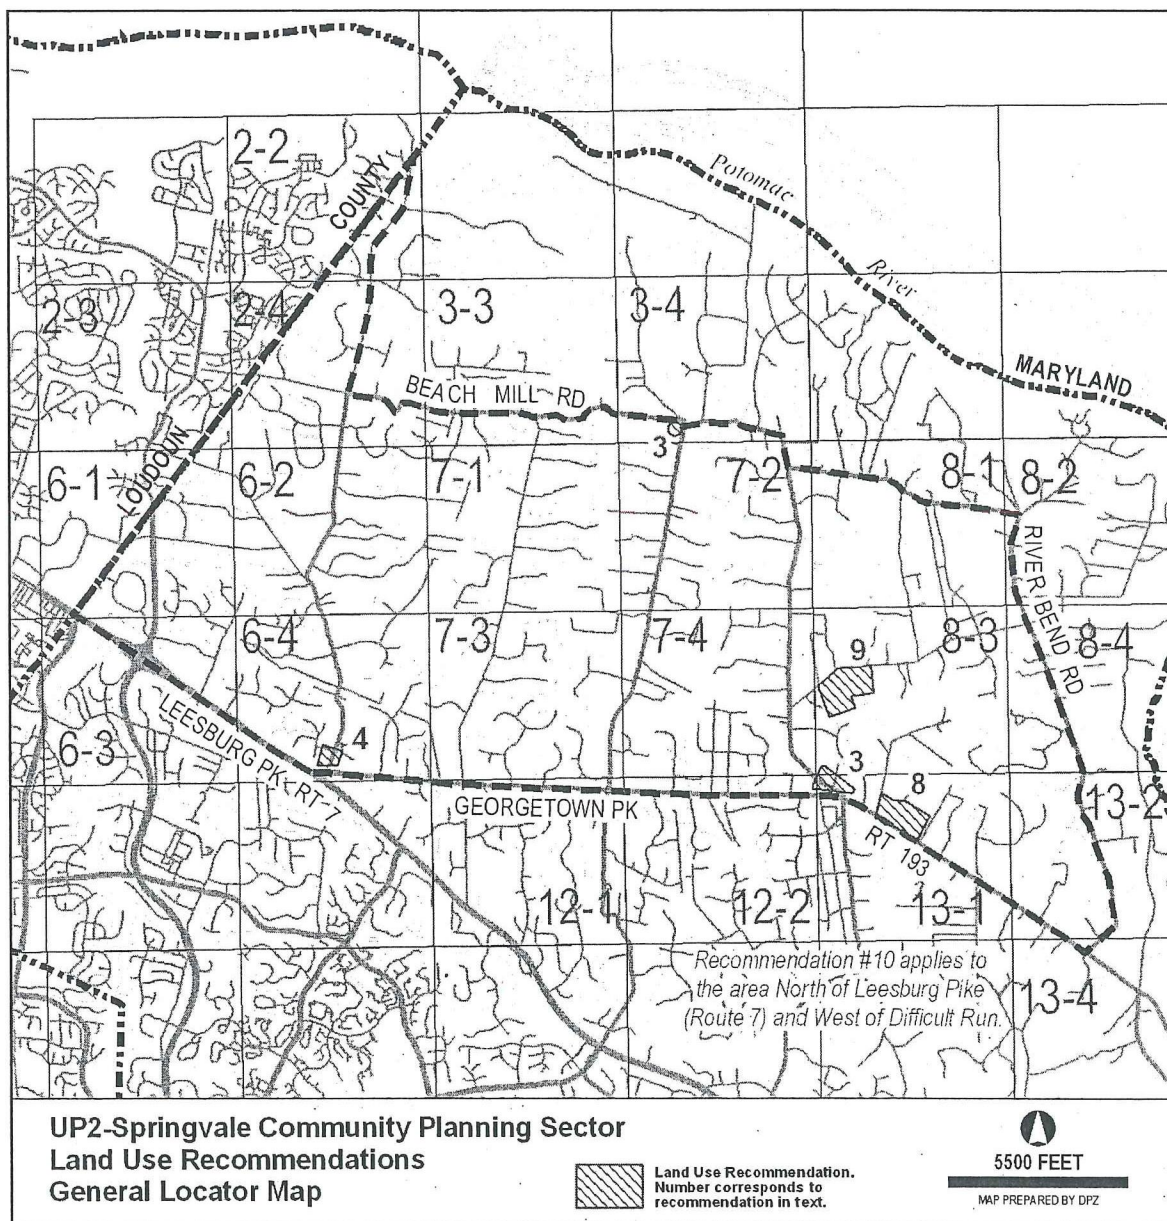 2-2
COUNTY
Potomac
River
2-3
2-4
3-3
3-4
MARYLAND
BEACH MILL RD
3
LOUDOUN
6-1
6-2
7-1
7-2
8-1
8-2
RIVER BEND RD
6-4
7-3
7-4
9
8-3
8-4
LEESBURG PK RT 7
6-3
4
3
8
GEORGETOWN PK
RT 193
13-2
12-1
12-2
13-1
Recommendation #10 applies to
the area North of Leesburg Pike
(Route 7) and West of Difficult Run.
13-4
UP2-Springvale Community Planning Sector
Land Use Recommendations
General Locator Map
Land Use Recommendation.
Number corresponds to
recommendation in text.
5500 FEET
MAP PREPARED BY DPZ